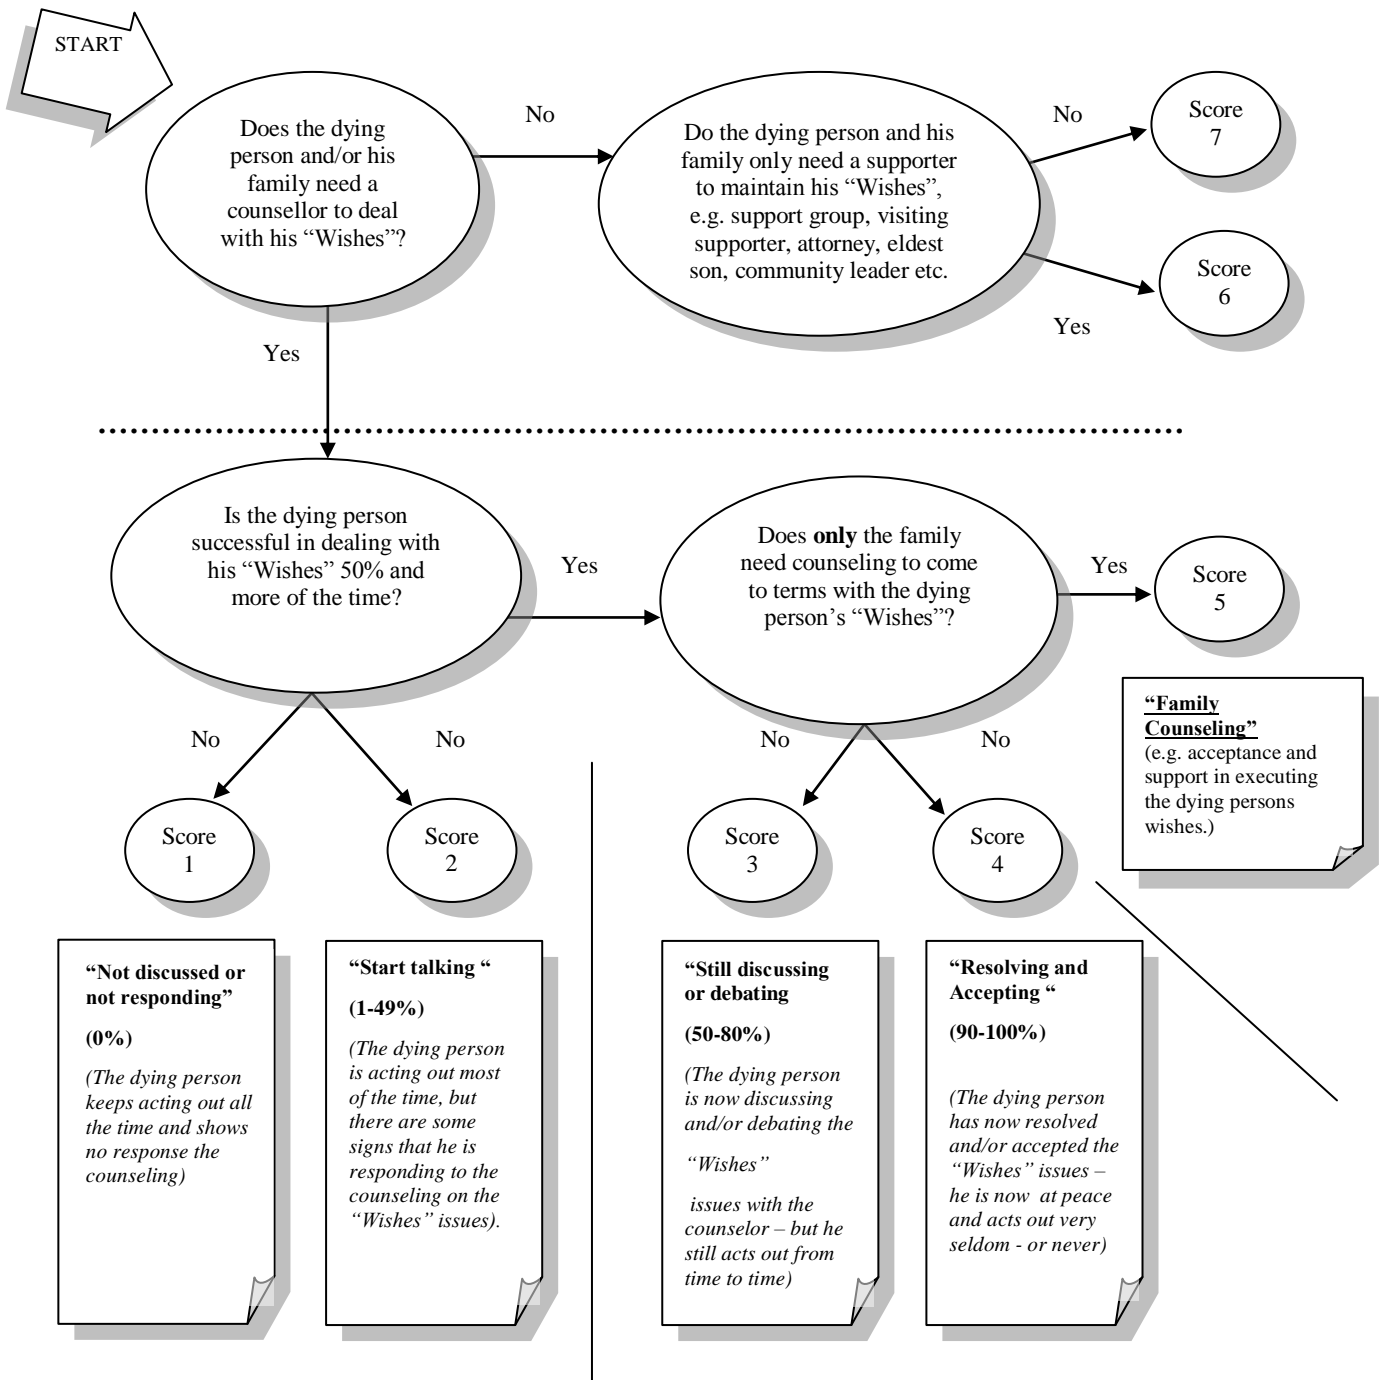 START
Does the dying
person and/or his
family need a
counsellor to deal
with his “Wishes”?
No
Do the dying person and his
family only need a supporter
to maintain his “Wishes”,
e.g. support group, visiting
supporter, attorney, eldest
son, community leader etc.
No
Score
7
Yes
Score
6
Yes
Is the dying person
successful in dealing with
his “Wishes” 50% and
more of the time?
Yes
Does only the family
need counseling to come
to terms with the dying
person’s “Wishes”?
Yes
Score
5
“Family
Counseling”
(e.g. acceptance and
support in executing
the dying persons
wishes.)
No
No
No
No
Score
1
Score
2
Score
3
Score
4
“Not discussed or
not responding”
(0%)
(The dying person
keeps acting out all
the time and shows
no response the
counseling)
“Start talking “
(1-49%)
(The dying person
is acting out most
of the time, but
there are some
signs that he is
responding to the
counseling on the
“Wishes” issues).
“Still discussing
or debating
(50-80%)
(The dying person
is now discussing
and/or debating the
“Wishes”
issues with the
counselor – but he
still acts out from
time to time)
“Resolving and
Accepting “
(90-100%)
(The dying person
has now resolved
and/or accepted the
“Wishes” issues –
he is now at peace
and acts out very
seldom - or never)